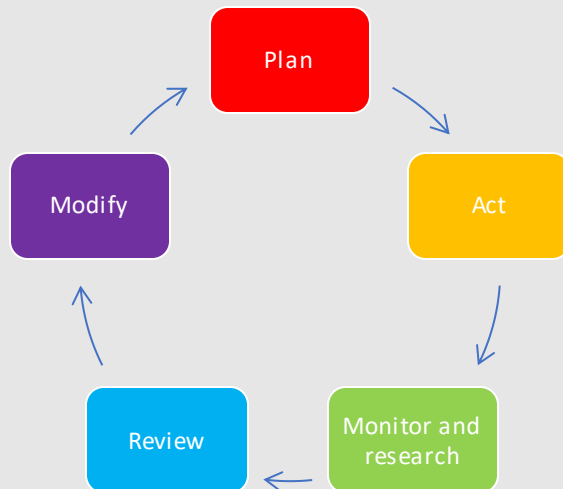 Plan
Act
Monitor and
research
Review
Modify